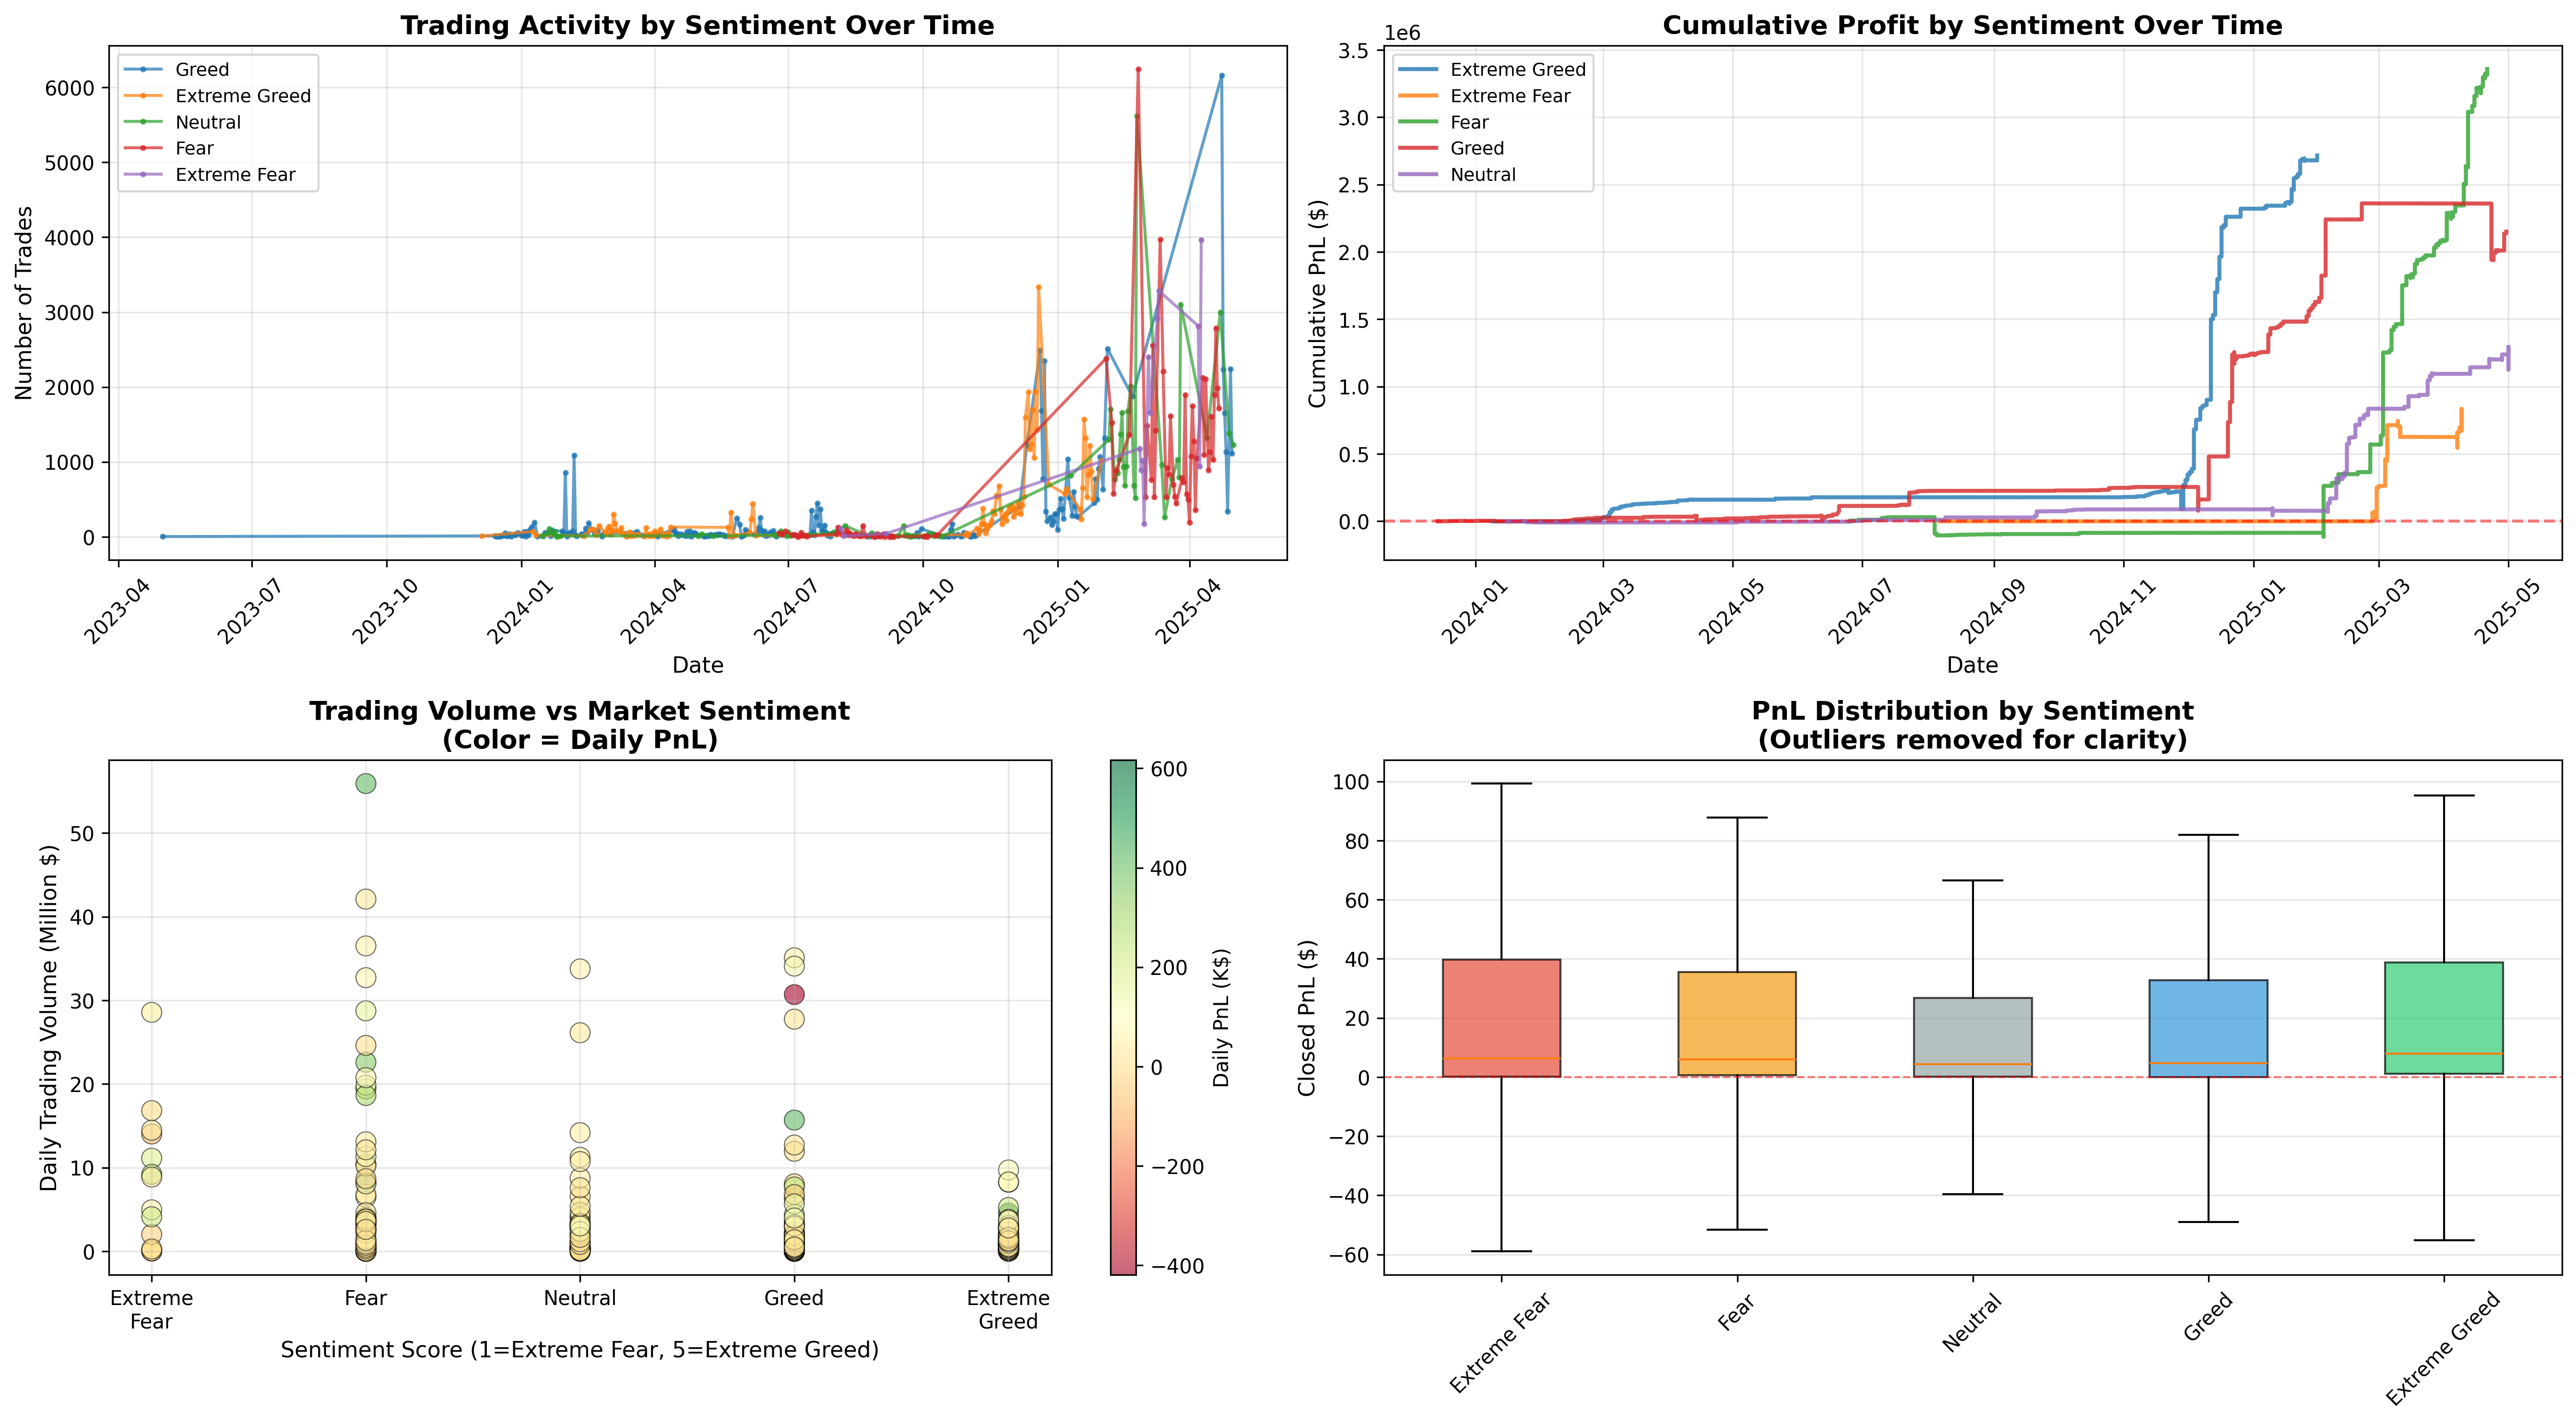 Trading Activity by Sentiment Over Time
Number of Trades
6000
5000
4000
3000
2000
1000
0
Greed
Extreme Greed
Neutral
Fear
Extreme Fear
2023-04
2023-07
2023-10
2024-01
2024-04
2024-07
2024-10
2025-01
2025-04
Date
Cumulative Profit by Sentiment Over Time
1e6
Cumulative PnL ($)
3.5
3.0
2.5
2.0
1.5
1.0
0.5
0.0
Extreme Greed
Extreme Fear
Fear
Greed
Neutral
2024-01
2024-03
2024-05
2024-07
2024-09
2024-11
2025-01
2025-03
2025-05
Date
Trading Volume vs Market Sentiment
(Color = Daily PnL)
Daily Trading Volume (Million $)
50
40
30
20
10
0
Extreme
Fear
Fear
Neutral
Greed
Extreme
Greed
Sentiment Score (1=Extreme Fear, 5=Extreme Greed)
600
400
200
0
−200
−400
Daily PnL (K$)
PnL Distribution by Sentiment
(Outliers removed for clarity)
Closed PnL ($)
100
80
60
40
20
0
−20
−40
−60
Extreme Fear
Fear
Neutral
Greed
Extreme Greed